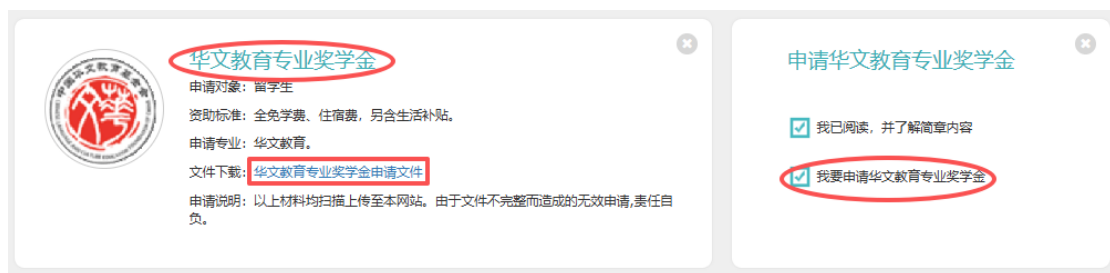 华文教育专业奖学金
申请对象：留学生
资助标准：全免学费、住宿费，另含生活补贴。
申请专业：华文教育。
文件下载：华文教育专业奖学金申请文件
申请说明：以上材料均扫描上传至本网站。由于文件不完整而造成的无效申请,责任自
负。
申请华文教育专业奖学金
我已阅读，并了解简章内容
我要申请华文教育专业奖学金